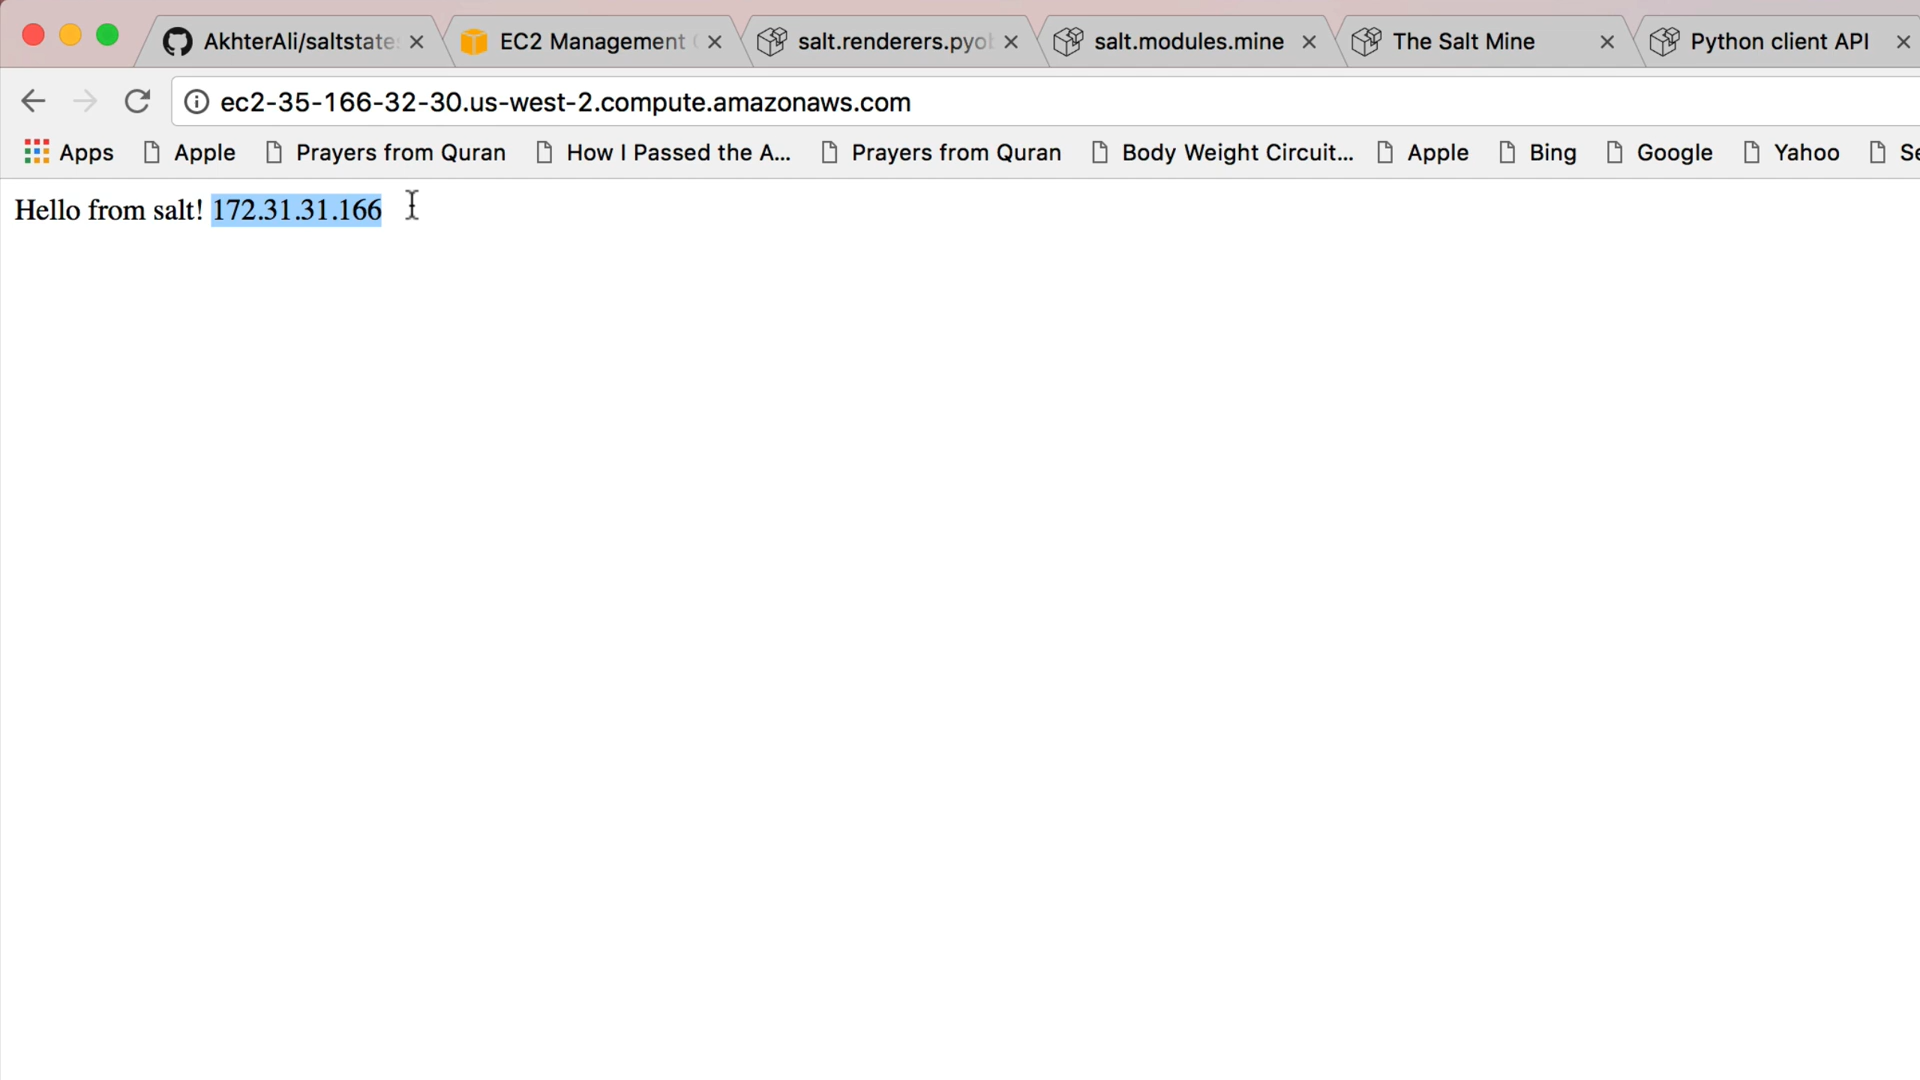 AkhterAli/saltstate EC2 Management salt.renderers.pyob salt.modules.mine The Salt Mine Python client API
ec2-35-166-32-30.us-west-2.compute.amazonaws.com
Apps Apple Prayers from Quran How I Passed the A... Prayers from Quran Body Weight Circuit... Apple Bing Google Yahoo
Hello from salt! 172.31.31.166